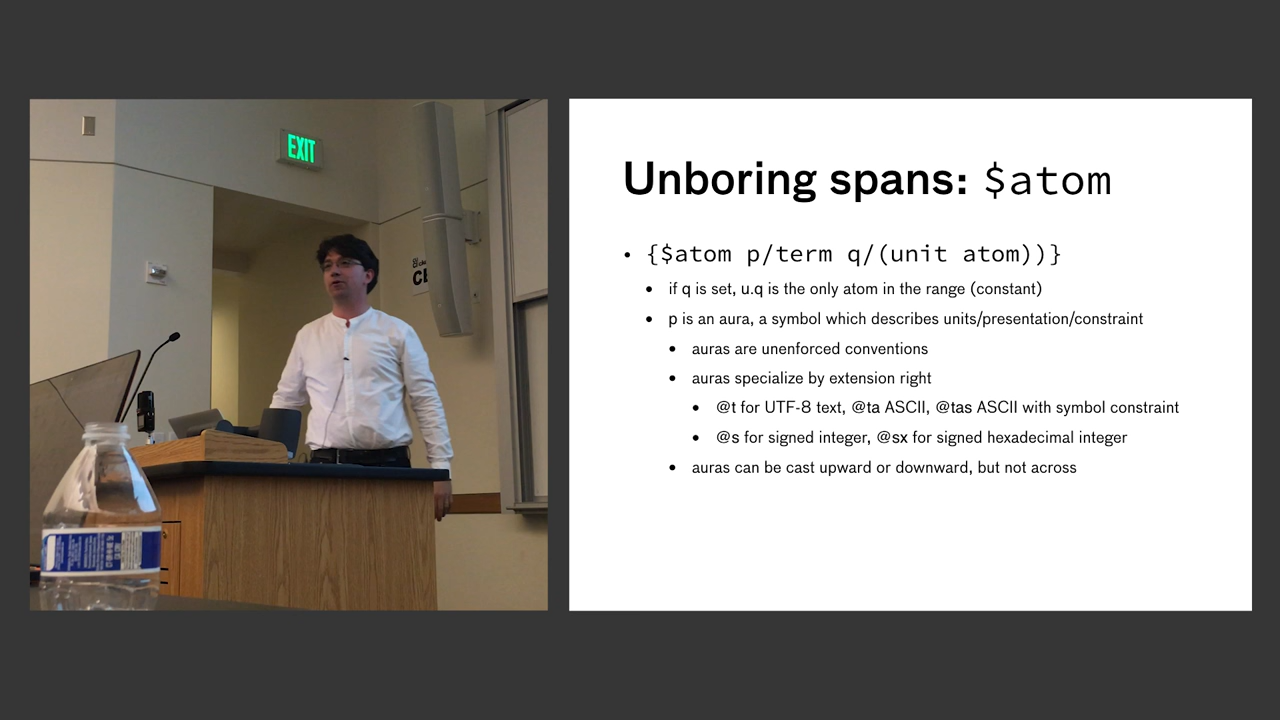 EXIT
Unboring spans: $atom
• {$atom p/term q/(unit atom))}
• if q is set, u.q is the only atom in the range (constant)
• p is an aura, a symbol which describes units/presentation/constraint
• auras are unenforced conventions
• auras specialize by extension right
• @t for UTF-8 text, @ta ASCII, @tas ASCII with symbol constraint
• @s for signed integer, @sx for signed hexadecimal integer
• auras can be cast upward or downward, but not across